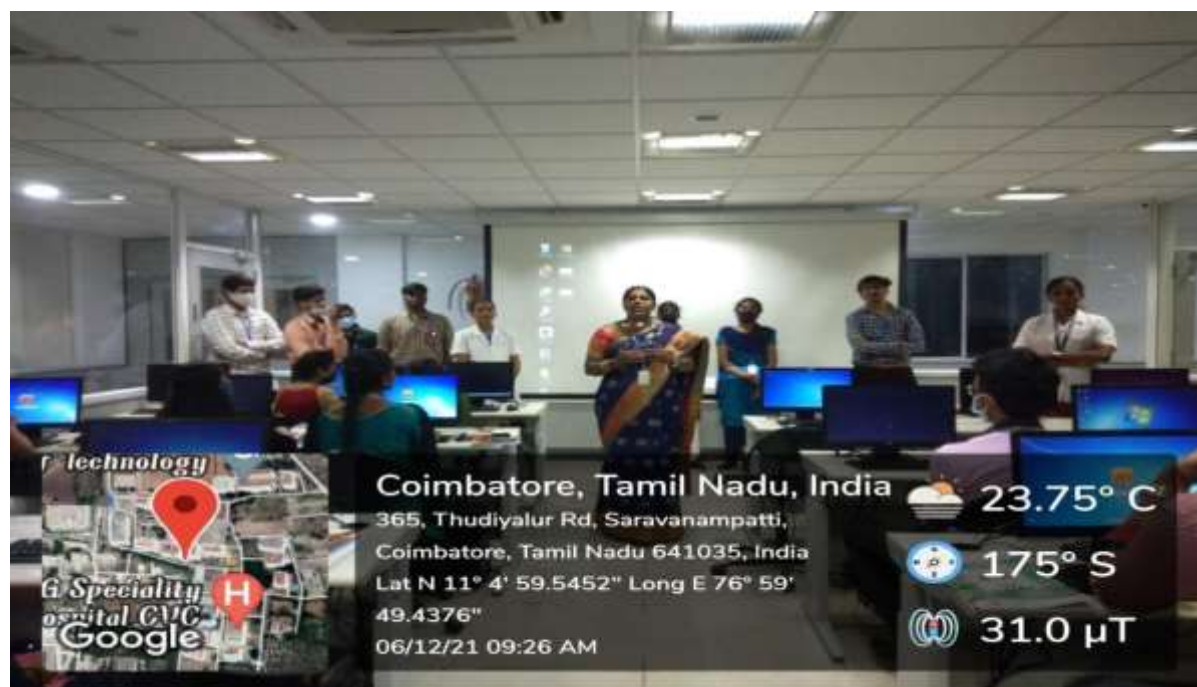 r Technology
G Speciality
ospital CVC
H
Google
Coimbatore, Tamil Nadu, India
365, Thudiyalur Rd, Saravanampatti,
Coimbatore, Tamil Nadu 641035, India
Lat N 11° 4' 59.5452" Long E 76° 59'
49.4376"
06/12/21 09:26 AM
23.75° C
175° S
31.0 µT